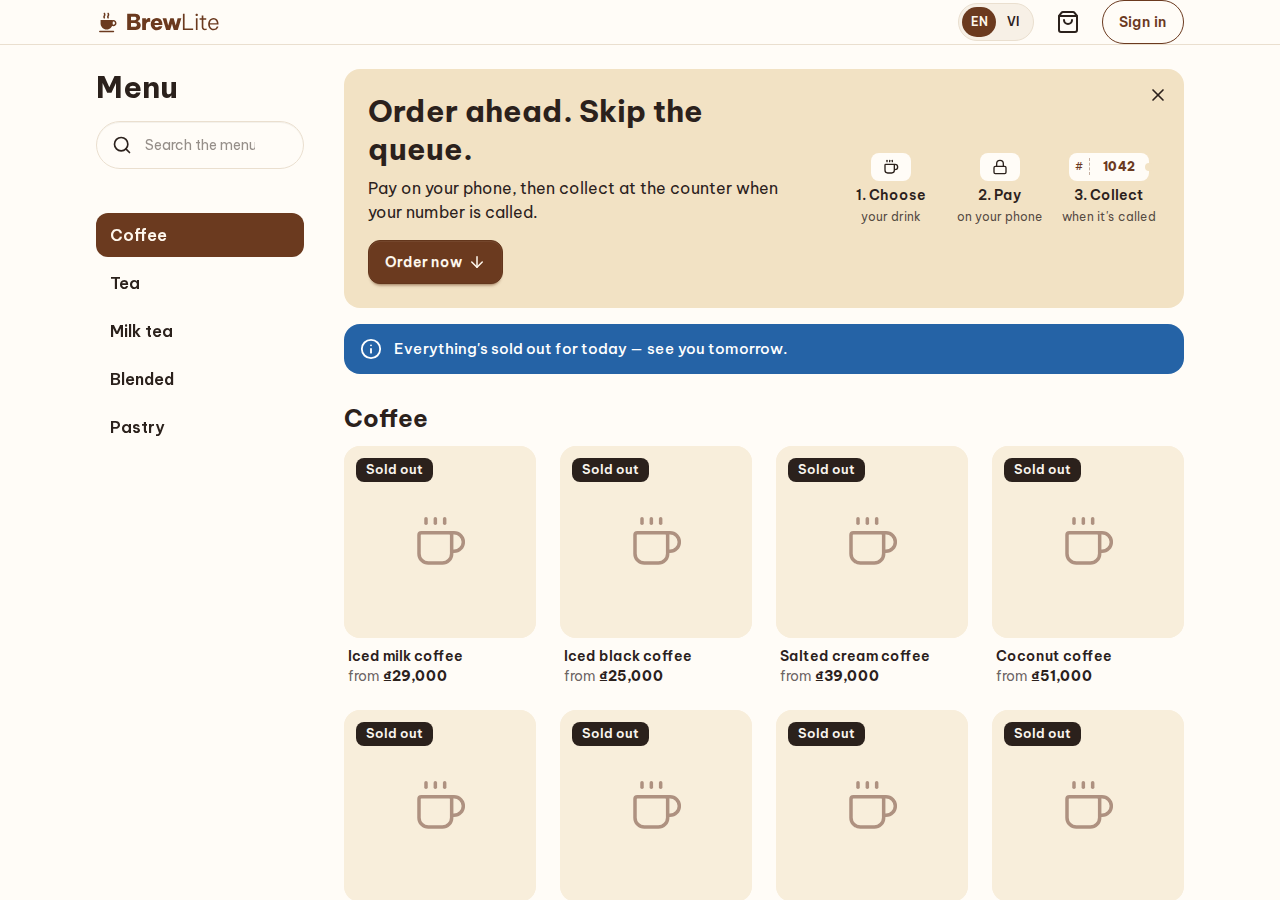 BrewLite
EN VI
Sign in
Menu
Search the menu
Coffee
Tea
Milk tea
Blended
Pastry
Order ahead. Skip the
queue.
Pay on your phone, then collect at the counter when
your number is called.
Order now
1. Choose
your drink
2. Pay
on your phone
# 1042
3. Collect
when it's called
Everything's sold out for today — see you tomorrow.
Coffee
Sold out
Iced milk coffee
from ₫29,000
Sold out
Iced black coffee
from ₫25,000
Sold out
Salted cream coffee
from ₫39,000
Sold out
Coconut coffee
from ₫51,000
Sold out
Sold out
Sold out
Sold out